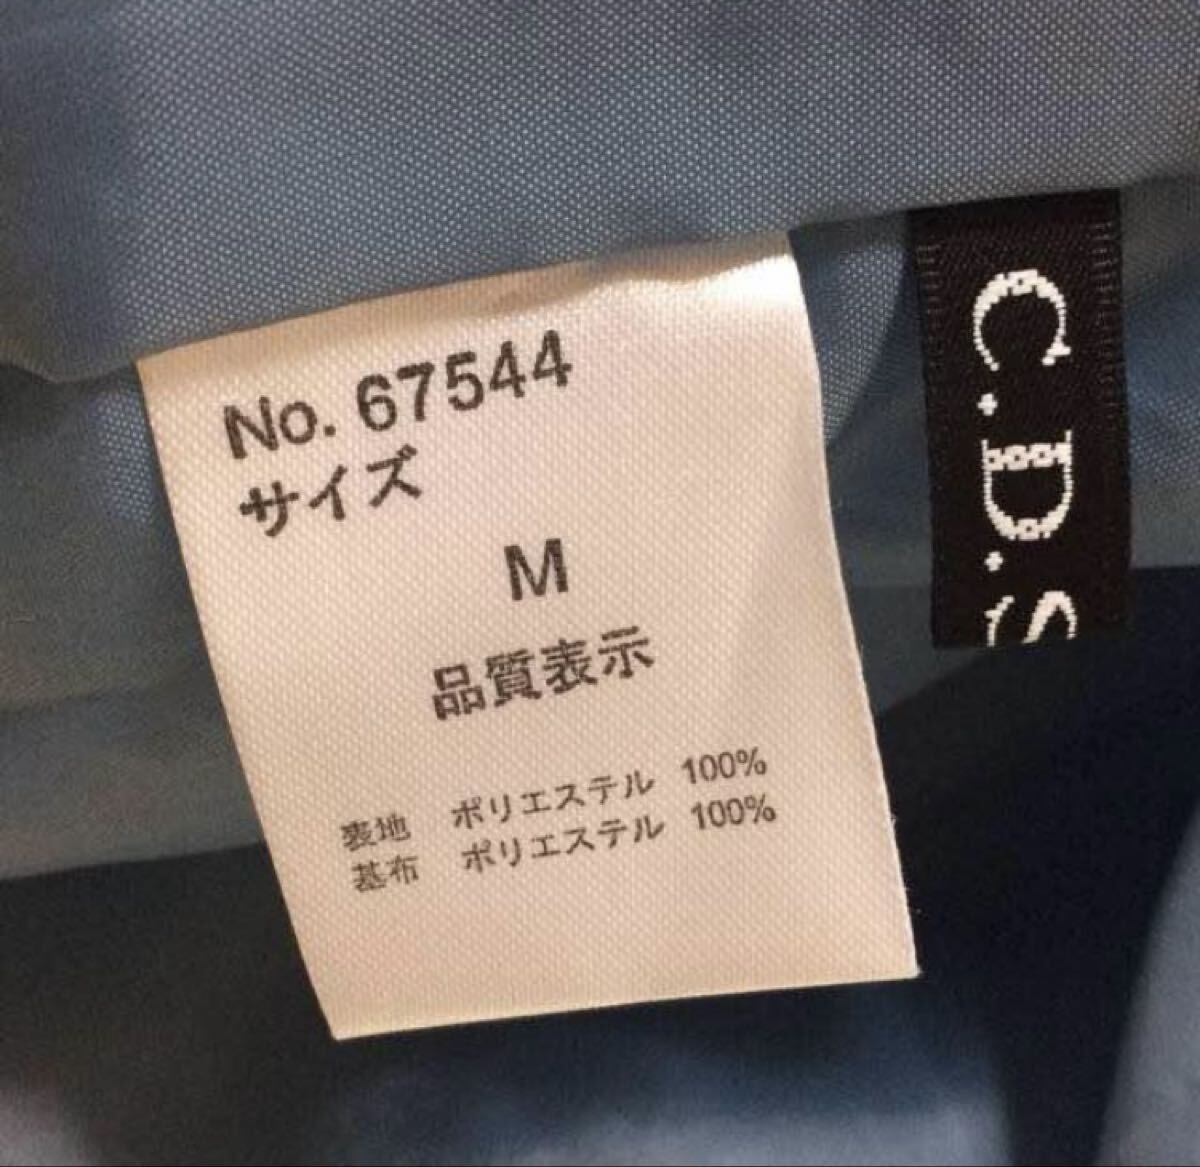 No. 67544
サイズ
M
品質表示
表地 ポリエステル 100%
基布 ポリエステル 100%
C.D.S